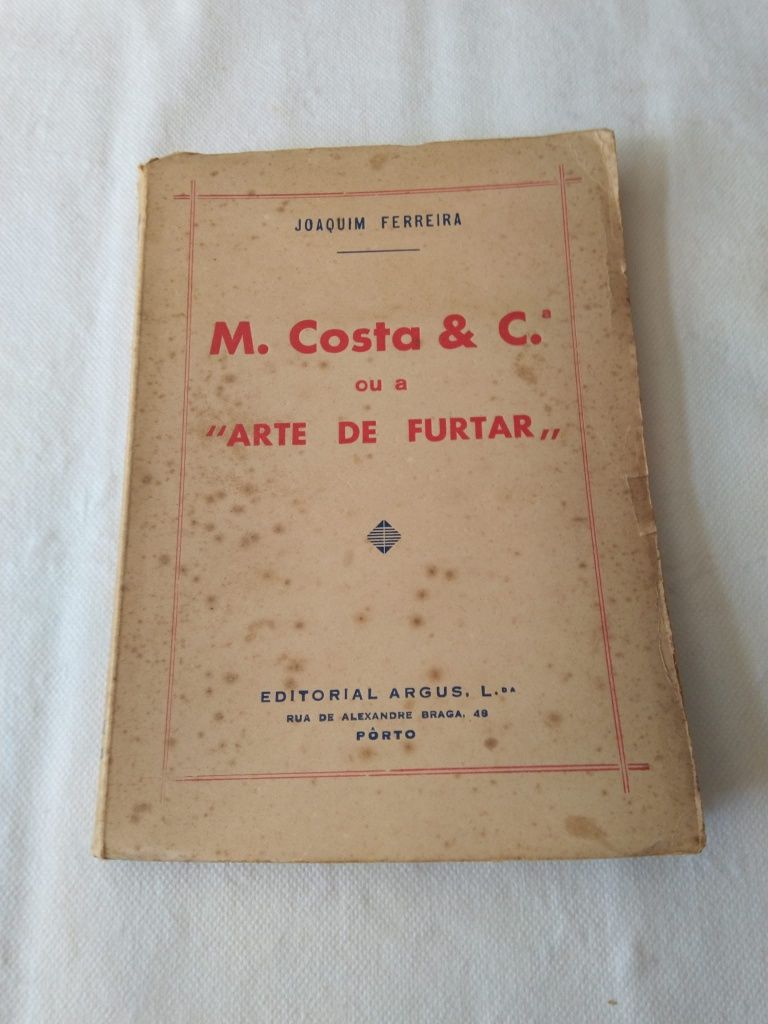 JOAQUIM FERREIRA
M. Costa & C.ª
ou a
"ARTE DE FURTAR„
EDITORIAL ARGUS, L.DA
RUA DE ALEXANDRE BRAGA, 48
PÔRTO